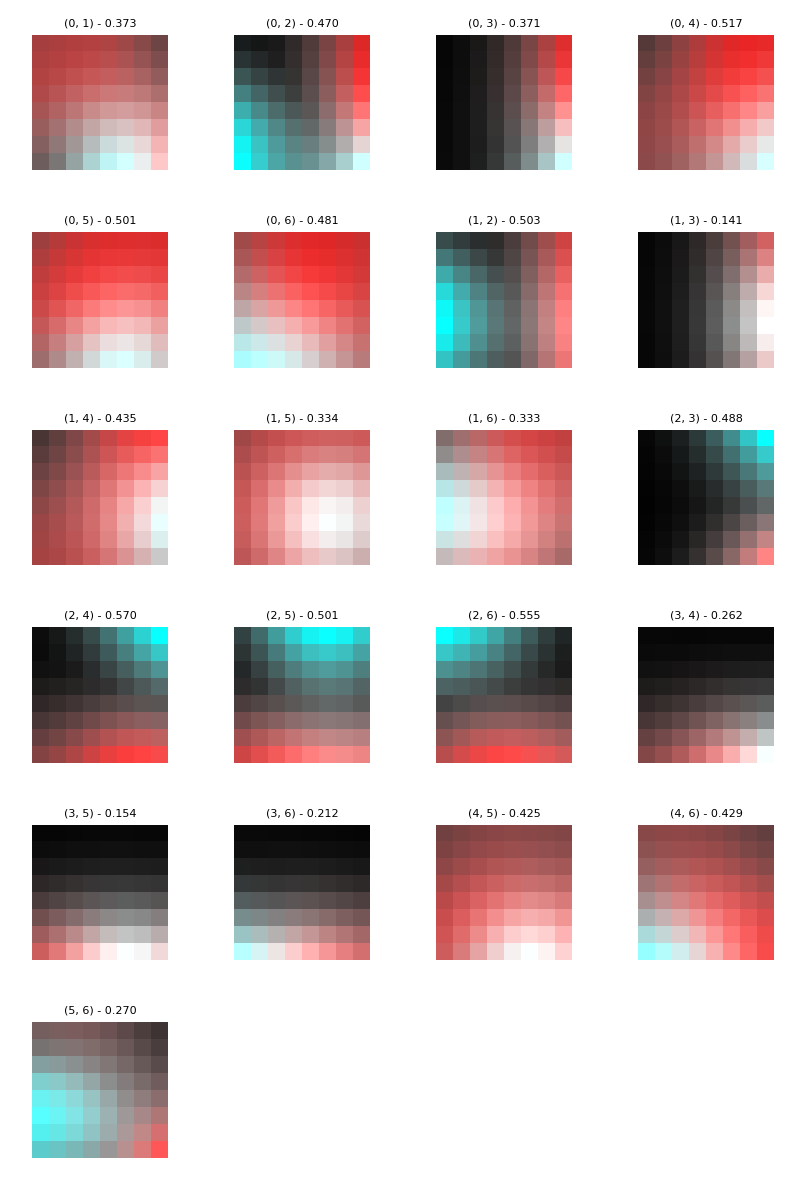 (0, 1) - 0.373
(0, 2) - 0.470
(0, 3) - 0.371
(0, 4) - 0.517
(0, 5) - 0.501
(0, 6) - 0.481
(1, 2) - 0.503
(1, 3) - 0.141
(1, 4) - 0.435
(1, 5) - 0.334
(1, 6) - 0.333
(2, 3) - 0.488
(2, 4) - 0.570
(2, 5) - 0.501
(2, 6) - 0.555
(3, 4) - 0.262
(3, 5) - 0.154
(3, 6) - 0.212
(4, 5) - 0.425
(4, 6) - 0.429
(5, 6) - 0.270